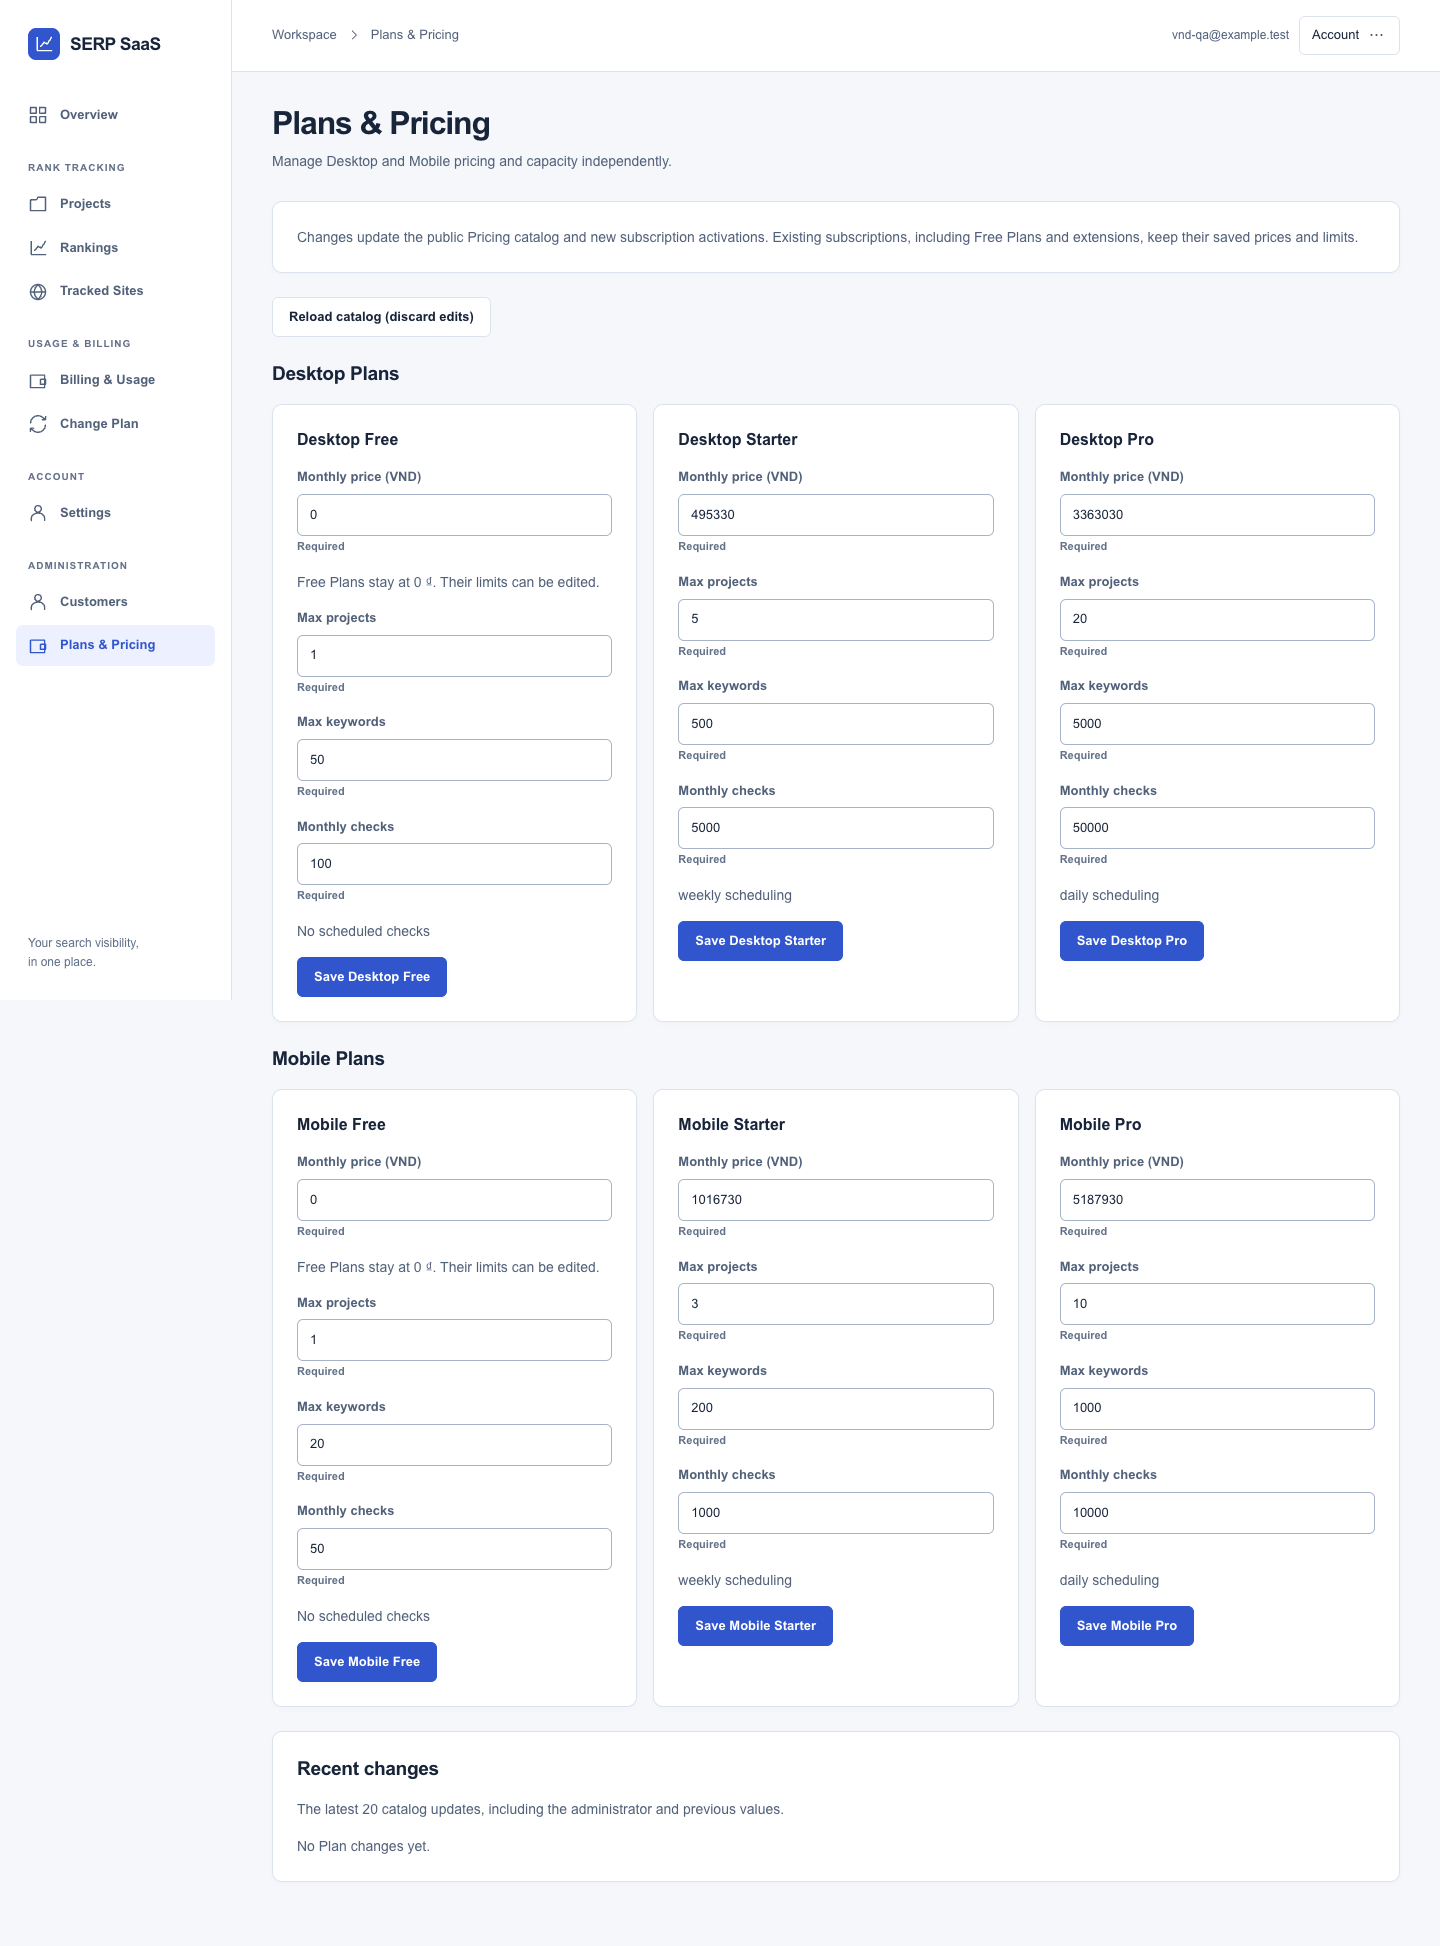 SERP SaaS
Overview
RANK TRACKING
Projects
Rankings
Tracked Sites
USAGE & BILLING
Billing & Usage
Change Plan
ACCOUNT
Settings
ADMINISTRATION
Customers
Plans & Pricing
Your search visibility,
in one place.
Workspace > Plans & Pricing
vnd-qa@example.test
Account ···
Plans & Pricing
Manage Desktop and Mobile pricing and capacity independently.
Changes update the public Pricing catalog and new subscription activations. Existing subscriptions, including Free Plans and extensions, keep their saved prices and limits.
Reload catalog (discard edits)
Desktop Plans
Desktop Free
Monthly price (VND)
0
Required
Free Plans stay at 0 ₫. Their limits can be edited.
Max projects
1
Required
Max keywords
50
Required
Monthly checks
100
Required
No scheduled checks
Save Desktop Free
Desktop Starter
Monthly price (VND)
495330
Required
Max projects
5
Required
Max keywords
500
Required
Monthly checks
5000
Required
weekly scheduling
Save Desktop Starter
Desktop Pro
Monthly price (VND)
3363030
Required
Max projects
20
Required
Max keywords
5000
Required
Monthly checks
50000
Required
daily scheduling
Save Desktop Pro
Mobile Plans
Mobile Free
Monthly price (VND)
0
Required
Free Plans stay at 0 ₫. Their limits can be edited.
Max projects
1
Required
Max keywords
20
Required
Monthly checks
50
Required
No scheduled checks
Save Mobile Free
Mobile Starter
Monthly price (VND)
1016730
Required
Max projects
3
Required
Max keywords
200
Required
Monthly checks
1000
Required
weekly scheduling
Save Mobile Starter
Mobile Pro
Monthly price (VND)
5187930
Required
Max projects
10
Required
Max keywords
1000
Required
Monthly checks
10000
Required
daily scheduling
Save Mobile Pro
Recent changes
The latest 20 catalog updates, including the administrator and previous values.
No Plan changes yet.